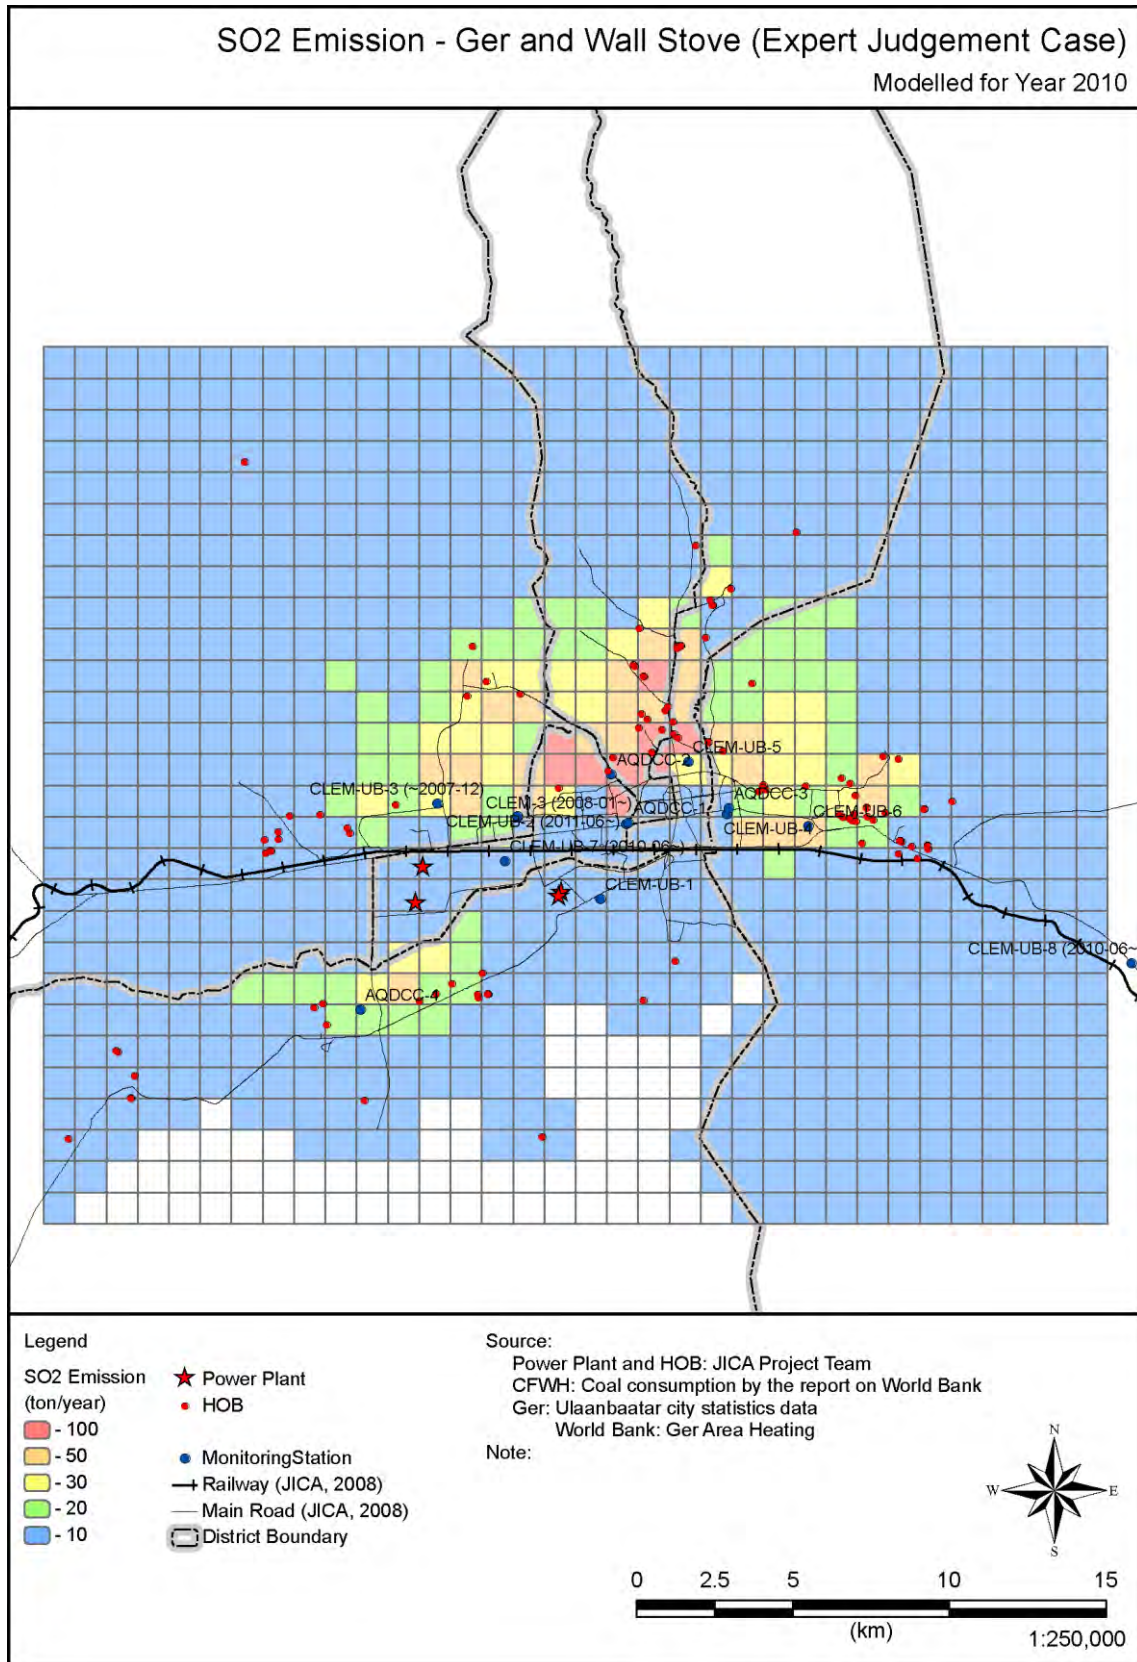 SO2 Emission - Ger and Wall Stove (Expert Judgement Case)
Modelled for Year 2010
CLEM-UB-5
AQDCC-2
CLEM-UB-3 (~2007-12)
CLEM-3 (2008-01~)
AQDCC-1
AQDCC-3
CLEM-UB-6
CLEM-UB-2 (2011-06~)
CLEM-UB-4
CLEM-UB-7 (2010-06~)
CLEM-UB-1
CLEM-UB-8 (2010-06~
AQDCC-4
Legend
SO2 Emission
(ton/year)
- 100
- 50
- 30
- 20
- 10
Power Plant
HOB
MonitoringStation
Railway (JICA, 2008)
Main Road (JICA, 2008)
District Boundary
Source:
Power Plant and HOB: JICA Project Team
CFWH: Coal consumption by the report on World Bank
Ger: Ulaanbaatar city statistics data
World Bank: Ger Area Heating
Note:
N
W
E
S
0 2.5 5 10 15
(km)
1:250,000